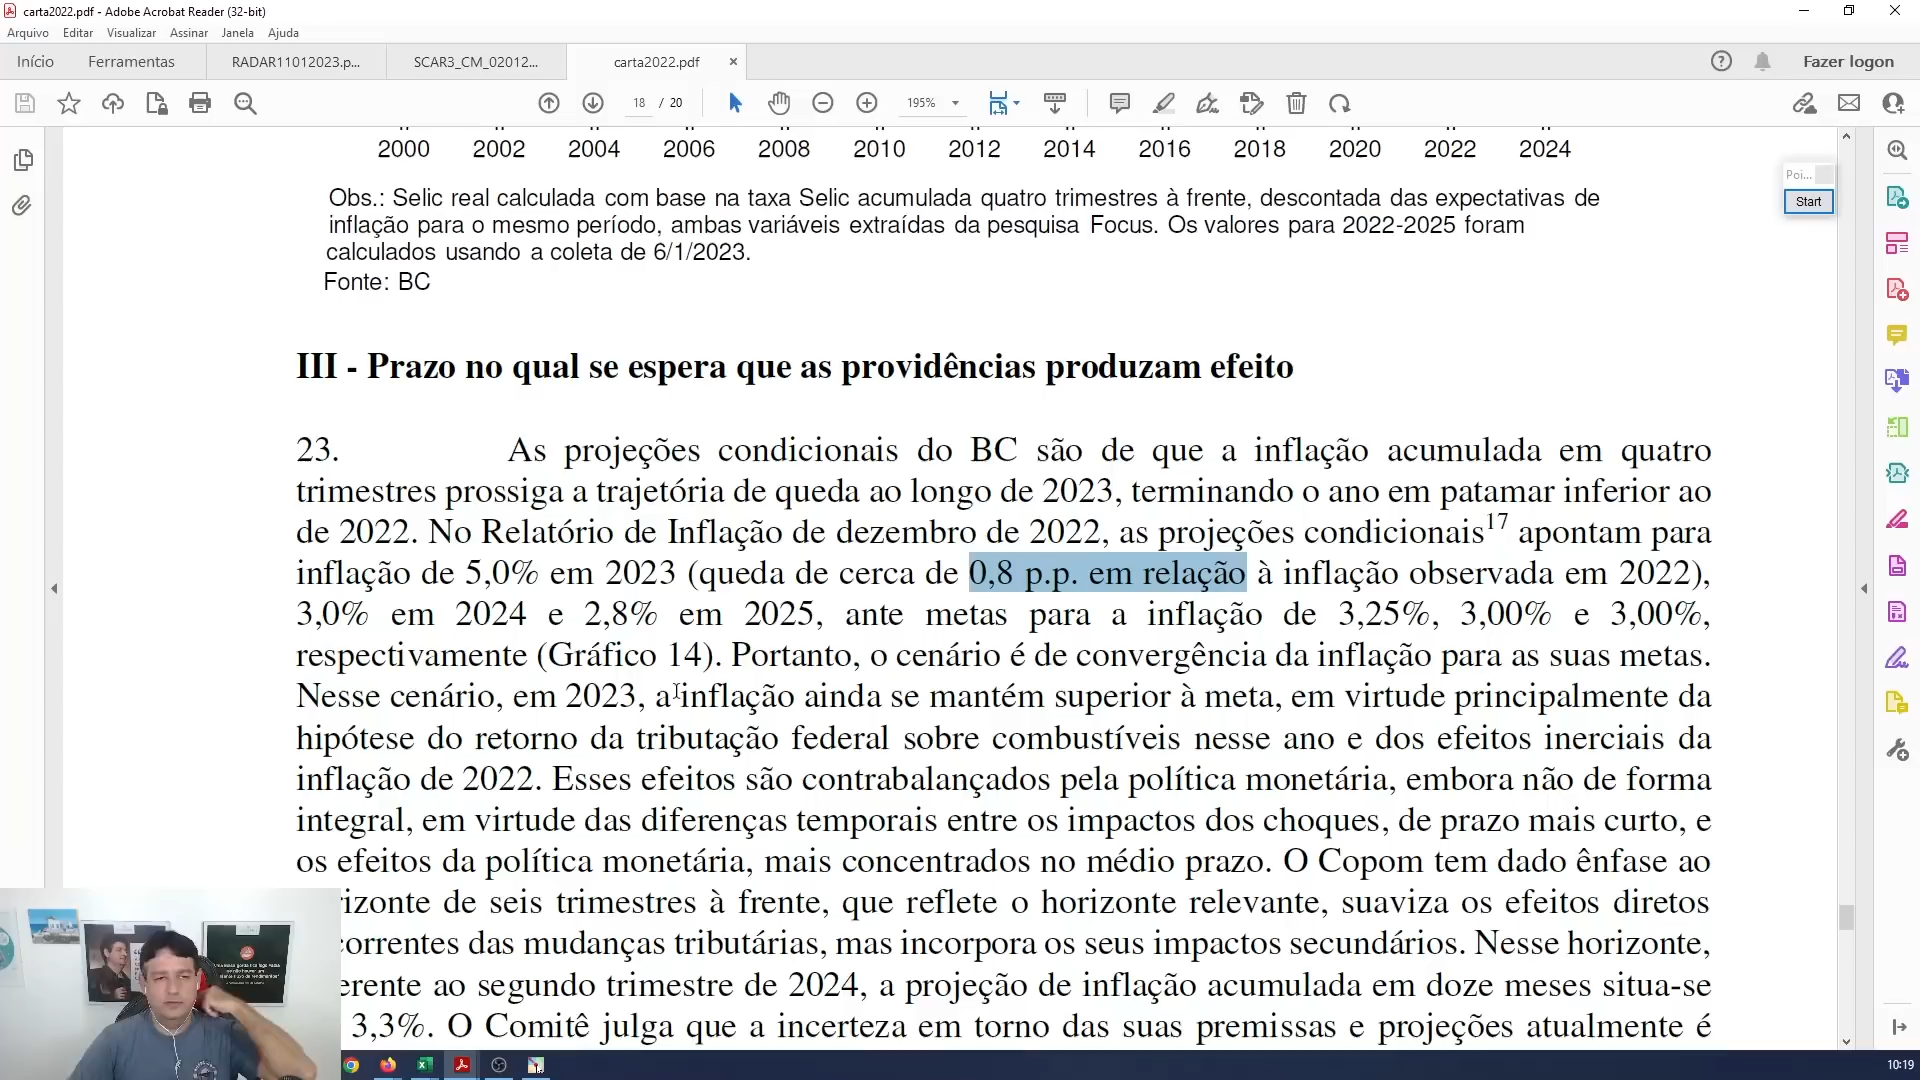 carta2022.pdf - Adobe Acrobat Reader (32-bit)
Arquivo Editar Visualizar Assinar Janela Ajuda
Início Ferramentas RADAR11012023.p... SCAR3_CM_02012... carta2022.pdf Fazer logon
18 / 20 195%
2000 2002 2004 2006 2008 2010 2012 2014 2016 2018 2020 2022 2024
Poi...
Start
Obs.: Selic real calculada com base na taxa Selic acumulada quatro trimestres à frente, descontada das expectativas de
inflação para o mesmo período, ambas variáveis extraídas da pesquisa Focus. Os valores para 2022-2025 foram
calculados usando a coleta de 6/1/2023.
Fonte: BC
III - Prazo no qual se espera que as providências produzam efeito
23. As projeções condicionais do BC são de que a inflação acumulada em quatro
trimestres prossiga a trajetória de queda ao longo de 2023, terminando o ano em patamar inferior ao
de 2022. No Relatório de Inflação de dezembro de 2022, as projeções condicionais17 apontam para
inflação de 5,0% em 2023 (queda de cerca de 0,8 p.p. em relação à inflação observada em 2022),
3,0% em 2024 e 2,8% em 2025, ante metas para a inflação de 3,25%, 3,00% e 3,00%,
respectivamente (Gráfico 14). Portanto, o cenário é de convergência da inflação para as suas metas.
Nesse cenário, em 2023, a inflação ainda se mantém superior à meta, em virtude principalmente da
hipótese do retorno da tributação federal sobre combustíveis nesse ano e dos efeitos inerciais da
inflação de 2022. Esses efeitos são contrabalançados pela política monetária, embora não de forma
integral, em virtude das diferenças temporais entre os impactos dos choques, de prazo mais curto, e
os efeitos da política monetária, mais concentrados no médio prazo. O Copom tem dado ênfase ao
rizonte de seis trimestres à frente, que reflete o horizonte relevante, suaviza os efeitos diretos
correntes das mudanças tributárias, mas incorpora os seus impactos secundários. Nesse horizonte,
erente ao segundo trimestre de 2024, a projeção de inflação acumulada em doze meses situa-se
3,3%. O Comitê julga que a incerteza em torno das suas premissas e projeções atualmente é
10:19